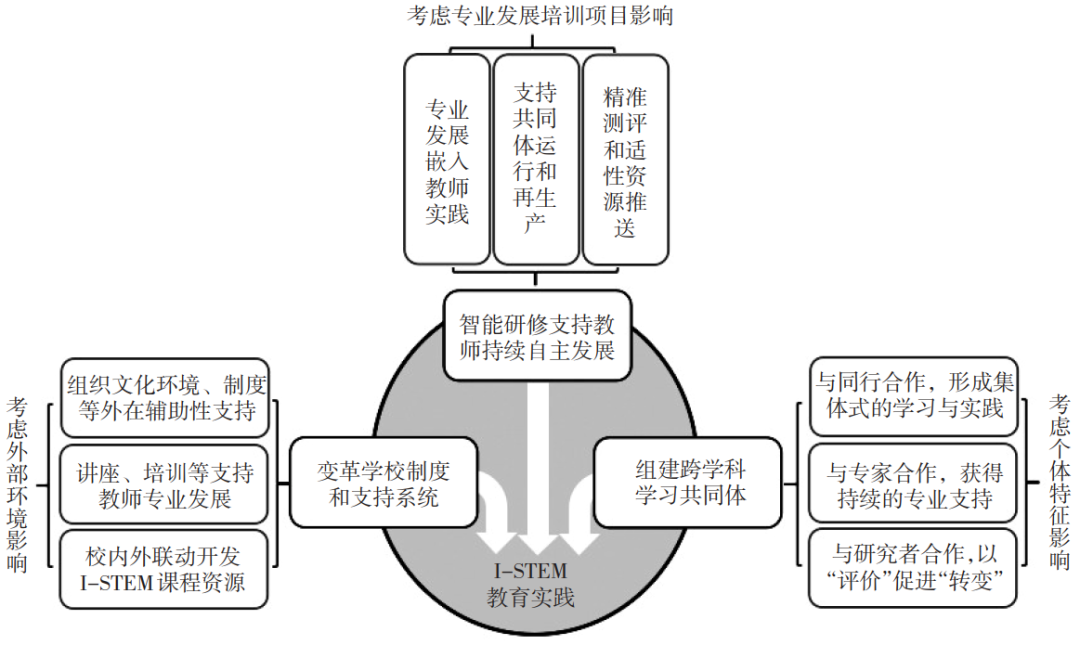 考虑专业发展培训项目影响
专业
发展
嵌入
教师
实践
支持
共同
体运
行和
再生
产
精准
测评
和适
性资
源推
送
智能研修支持教
师持续自主发展
考虑外部环境影响
组织文化环境、制度
等外在辅助性支持
讲座、培训等支持
教师专业发展
校内外联动开发
I-STEM课程资源
变革学校制度
和支持系统
组建跨学科
学习共同体
与同行合作，形成集
体式的学习与实践
与专家合作，获得
持续的专业支持
与研究者合作，以
“评价”促进“转变”
考虑个体特征影响
I-STEM
教育实践